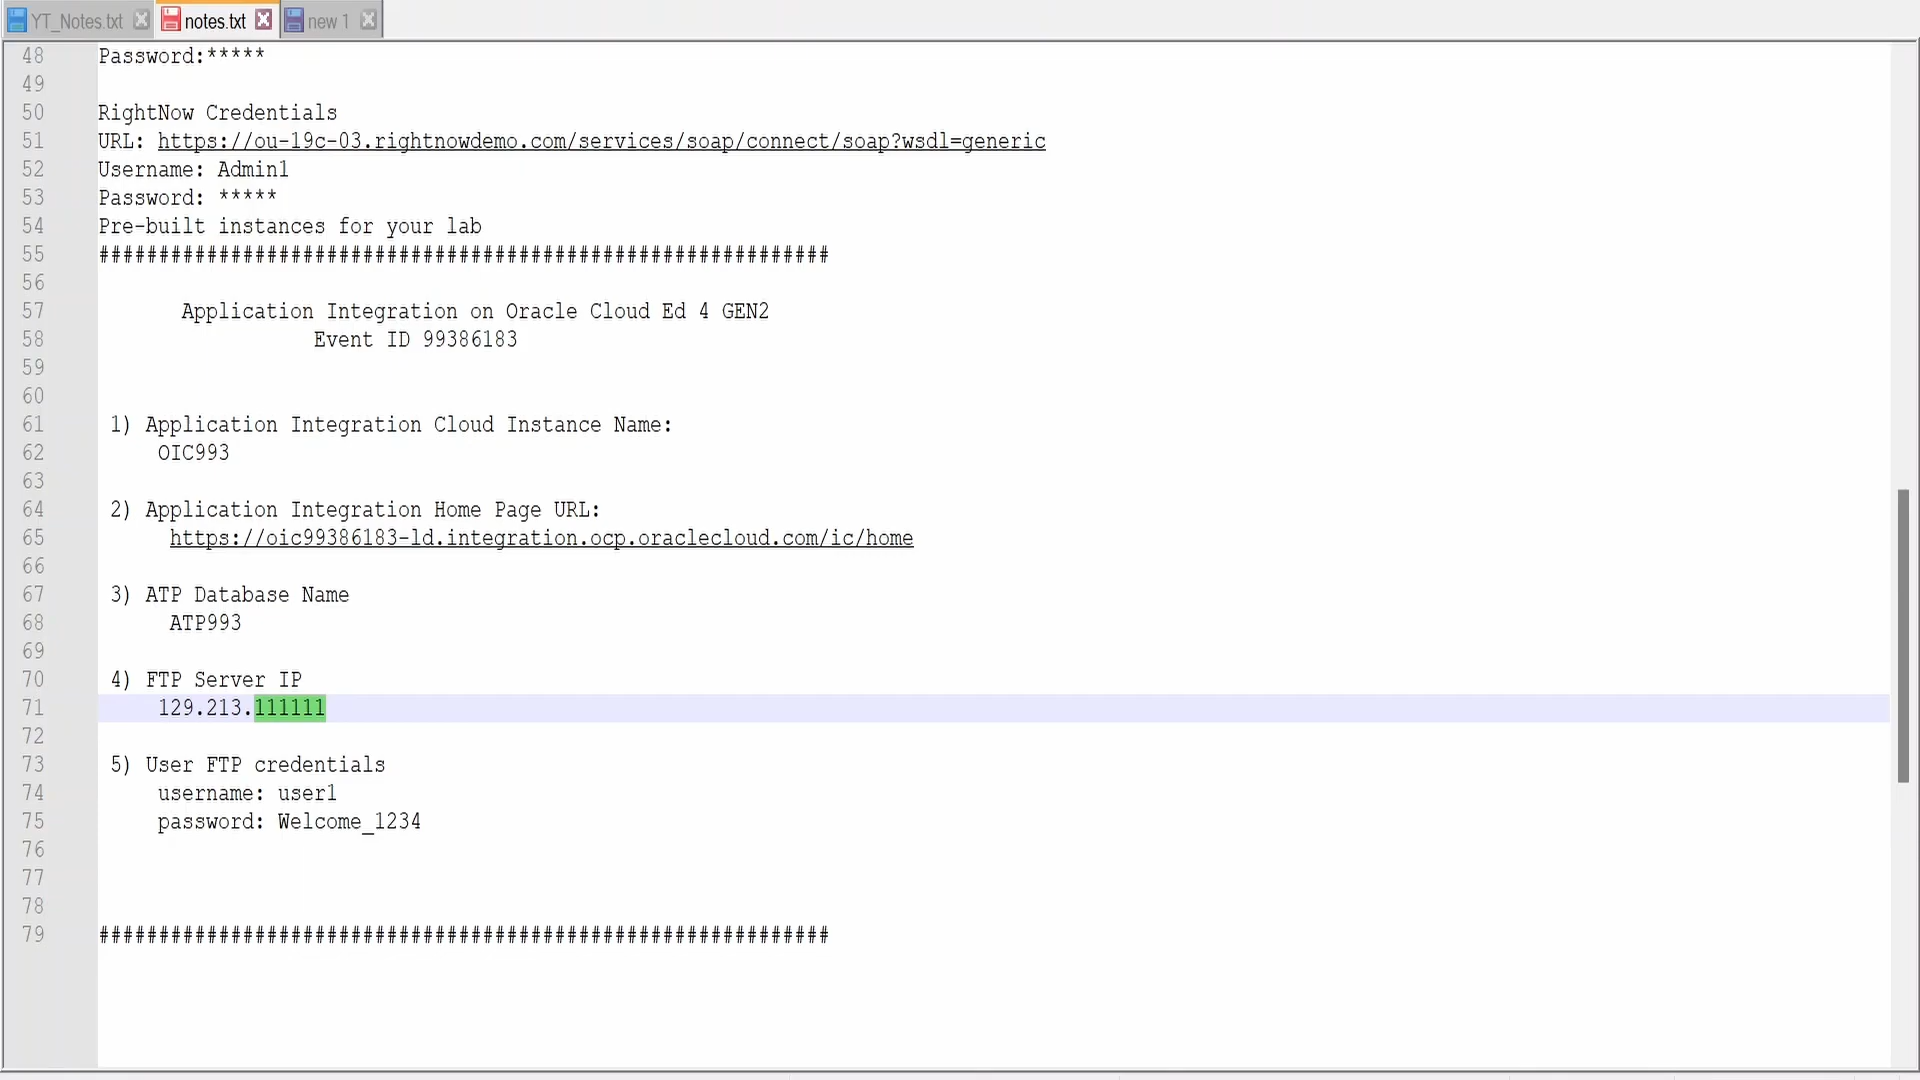 YT_Notes.txt notes.txt new 1
48 Password:*****
49
50 RightNow Credentials
51 URL: https://ou-19c-03.rightnowdemo.com/services/soap/connect/soap?wsdl=generic
52 Username: Admin1
53 Password: *****
54 Pre-built instances for your lab
55 #############################################################
56
57 Application Integration on Oracle Cloud Ed 4 GEN2
58 Event ID 99386183
59
60
61 1) Application Integration Cloud Instance Name:
62 OIC993
63
64 2) Application Integration Home Page URL:
65 https://oic99386183-ld.integration.ocp.oraclecloud.com/ic/home
66
67 3) ATP Database Name
68 ATP993
69
70 4) FTP Server IP
71 129.213.111111
72
73 5) User FTP credentials
74 username: user1
75 password: Welcome_1234
76
77
78
79 #############################################################